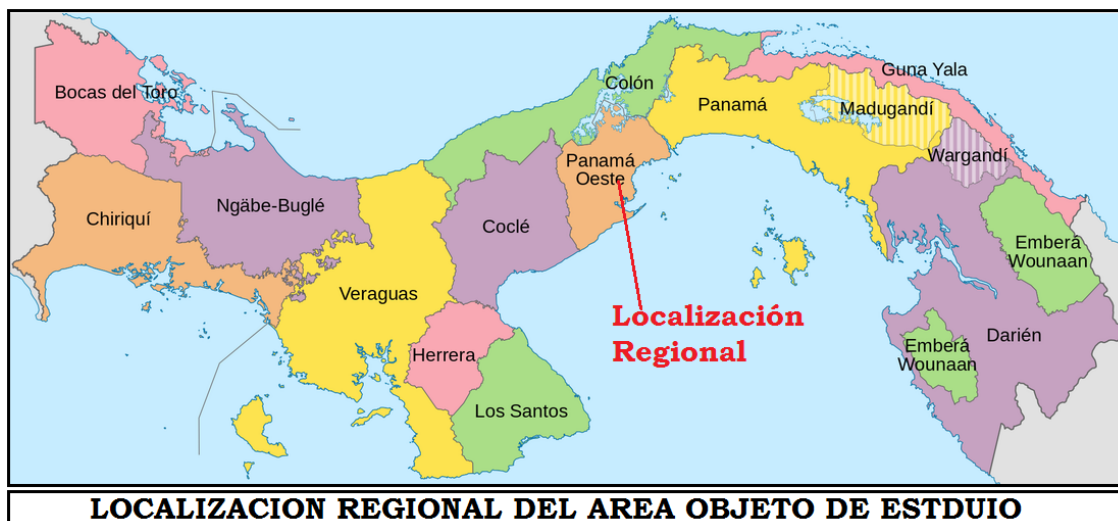 Bocas del Toro
Chiriquí
Ngäbe-Buglé
Veraguas
Herrera
Los Santos
Coclé
Colón
Panamá
Oeste
Panamá
Guna Yala
Madugandí
Wargandí
Emberá
Wounaan
Darién
Emberá
Wounaan
Localización
Regional
LOCALIZACION REGIONAL DEL AREA OBJETO DE ESTDUIO